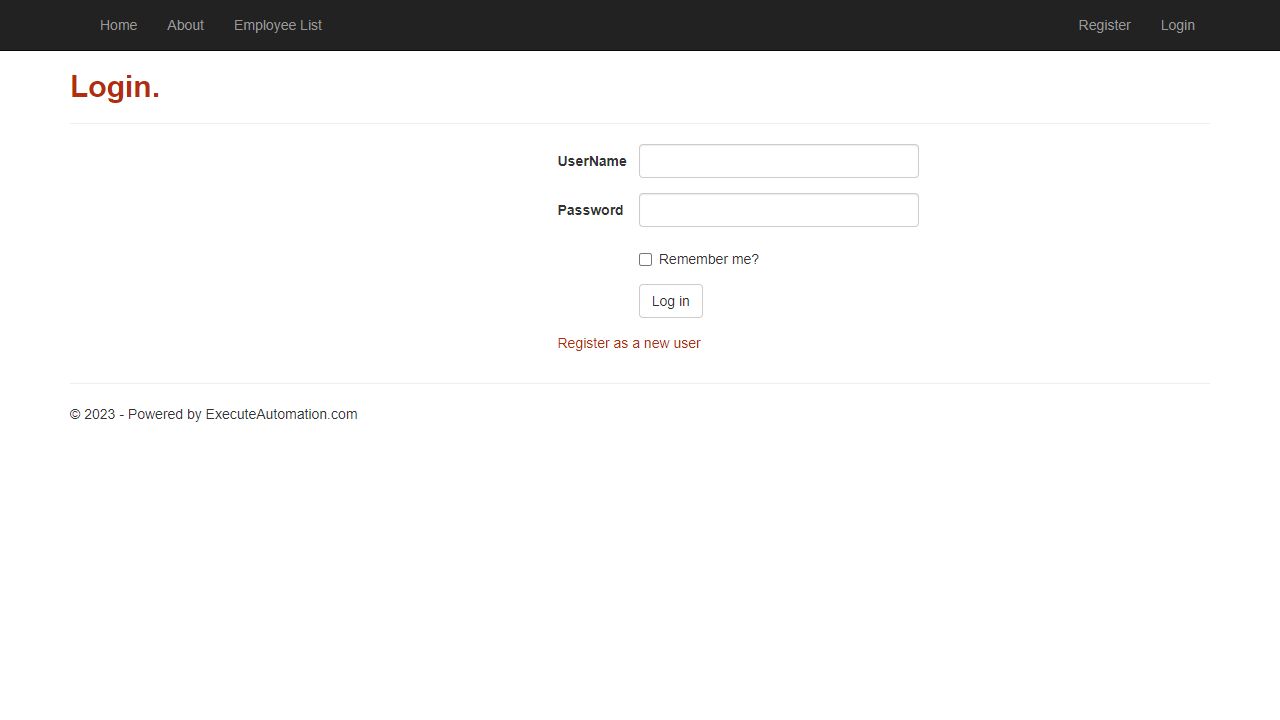 Home About Employee List Register Login
Login.
UserName
Password
Remember me?
Log in
Register as a new user
© 2023 - Powered by ExecuteAutomation.com